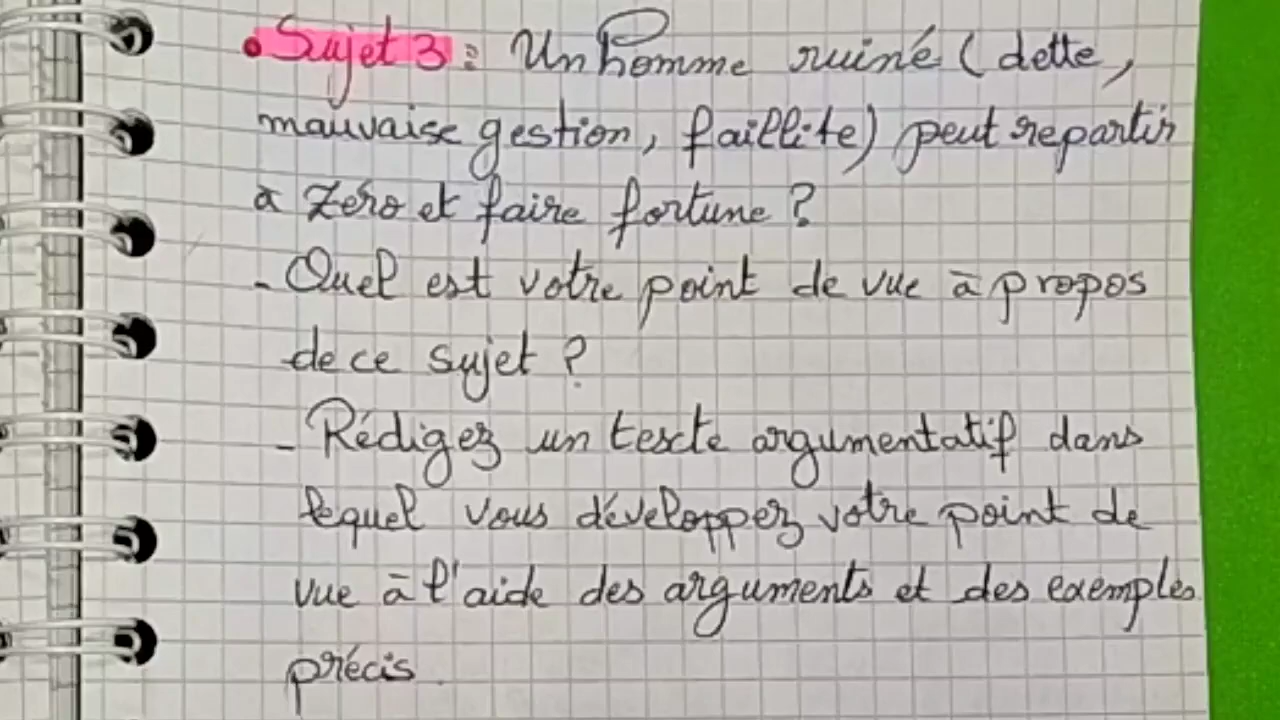 • Sujet 3 : Un homme ruiné ( dette,
mauvaise gestion, faillite) peut repartir
à Zéro et faire fortune ?
- Quel est votre point de vue à propos
de ce sujet ?
- Rédigez un texte argumentatif dans
lequel vous développez votre point de
vue à l'aide des arguments et des exemples
précis.